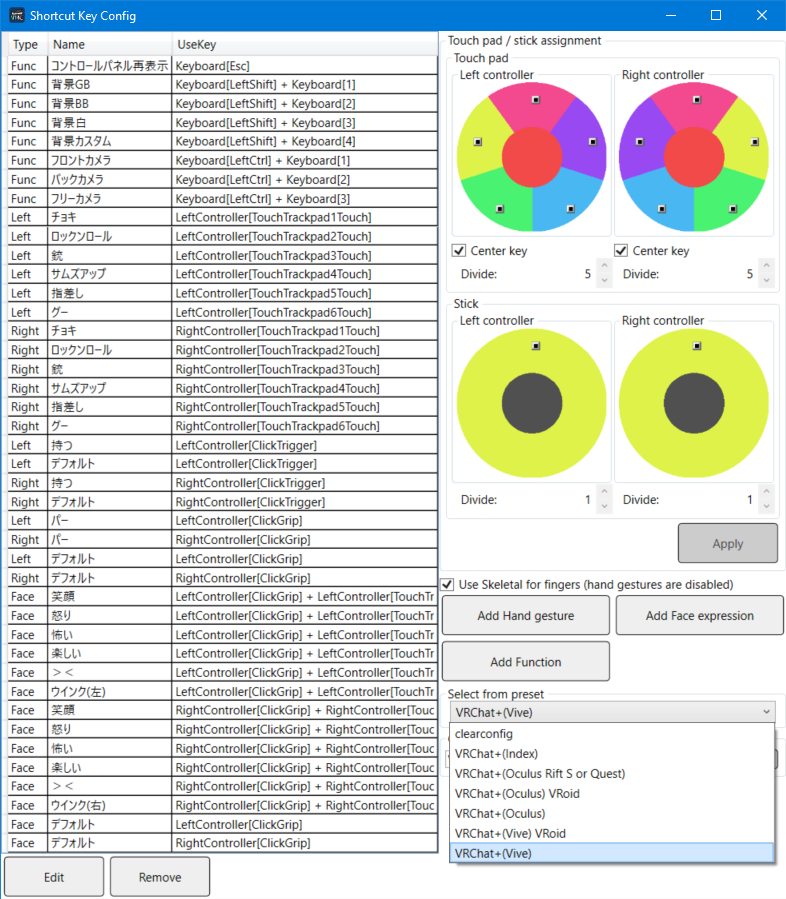 Shortcut Key Config
Type Name UseKey
Func コントロールパネル再表示 Keyboard[Esc]
Func 背景GB Keyboard[LeftShift] + Keyboard[1]
Func 背景BB Keyboard[LeftShift] + Keyboard[2]
Func 背景白 Keyboard[LeftShift] + Keyboard[3]
Func 背景カスタム Keyboard[LeftShift] + Keyboard[4]
Func フロントカメラ Keyboard[LeftCtrl] + Keyboard[1]
Func バックカメラ Keyboard[LeftCtrl] + Keyboard[2]
Func フリーカメラ Keyboard[LeftCtrl] + Keyboard[3]
Left チョキ LeftController[TouchTrackpad1Touch]
Left ロックンロール LeftController[TouchTrackpad2Touch]
Left 銃 LeftController[TouchTrackpad3Touch]
Left サムズアップ LeftController[TouchTrackpad4Touch]
Left 指差し LeftController[TouchTrackpad5Touch]
Left グー LeftController[TouchTrackpad6Touch]
Right チョキ RightController[TouchTrackpad1Touch]
Right ロックンロール RightController[TouchTrackpad2Touch]
Right 銃 RightController[TouchTrackpad3Touch]
Right サムズアップ RightController[TouchTrackpad4Touch]
Right 指差し RightController[TouchTrackpad5Touch]
Right グー RightController[TouchTrackpad6Touch]
Left 持つ LeftController[ClickTrigger]
Left デフォルト LeftController[ClickTrigger]
Right 持つ RightController[ClickTrigger]
Right デフォルト RightController[ClickTrigger]
Left パー LeftController[ClickGrip]
Right パー RightController[ClickGrip]
Left デフォルト LeftController[ClickGrip]
Right デフォルト RightController[ClickGrip]
Face 笑顔 LeftController[ClickGrip] + LeftController[TouchTr
Face 怒り LeftController[ClickGrip] + LeftController[TouchTr
Face 怖い LeftController[ClickGrip] + LeftController[TouchTr
Face 楽しい LeftController[ClickGrip] + LeftController[TouchTr
Face ＞＜ LeftController[ClickGrip] + LeftController[TouchTr
Face ウインク(左) LeftController[ClickGrip] + LeftController[TouchTr
Face 笑顔 RightController[ClickGrip] + RightController[Touc
Face 怒り RightController[ClickGrip] + RightController[Touc
Face 怖い RightController[ClickGrip] + RightController[Touc
Face 楽しい RightController[ClickGrip] + RightController[Touc
Face ＞＜ RightController[ClickGrip] + RightController[Touc
Face ウインク(右) RightController[ClickGrip] + RightController[Touc
Face デフォルト LeftController[ClickGrip]
Face デフォルト RightController[ClickGrip]
Edit Remove
Touch pad / stick assignment
Touch pad
Left controller Right controller
Center key Center key
Divide: 5 Divide: 5
Stick
Left controller Right controller
Divide: 1 Divide: 1
Apply
Use Skeletal for fingers (hand gestures are disabled)
Add Hand gesture Add Face expression
Add Function
Select from preset
VRChat+(Vive)
clearconfig
VRChat+(Index)
VRChat+(Oculus Rift S or Quest)
VRChat+(Oculus) VRoid
VRChat+(Oculus)
VRChat+(Vive) VRoid
VRChat+(Vive)